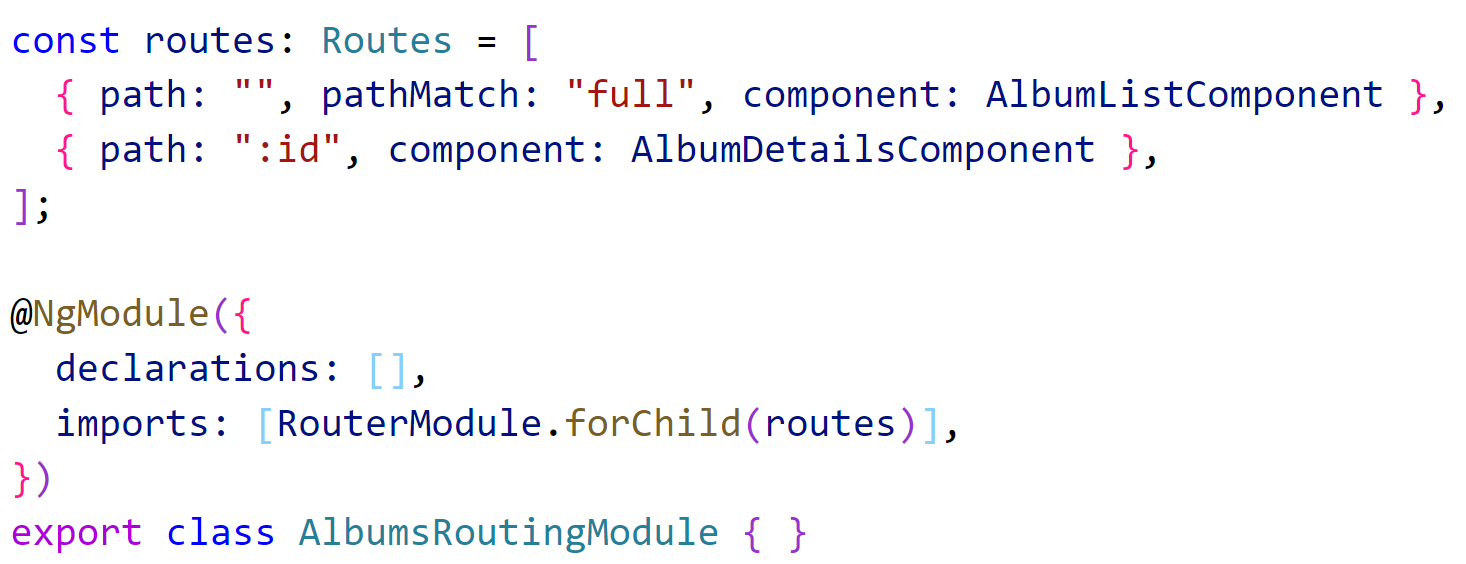 const routes: Routes = [
  { path: "", pathMatch: "full", component: AlbumListComponent },
  { path: ":id", component: AlbumDetailsComponent },
];

@NgModule({
  declarations: [],
  imports: [RouterModule.forChild(routes)],
})
export class AlbumsRoutingModule { }